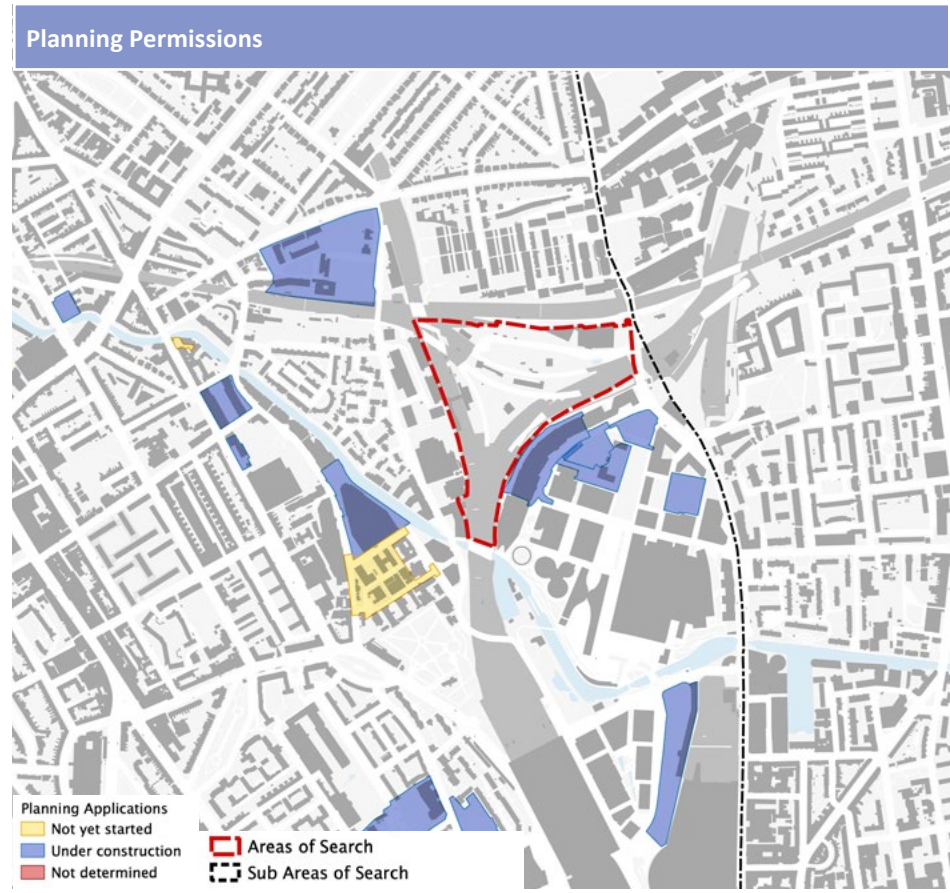 Planning Permissions
Planning Applications
Not yet started
Under construction
Not determined
Areas of Search
Sub Areas of Search